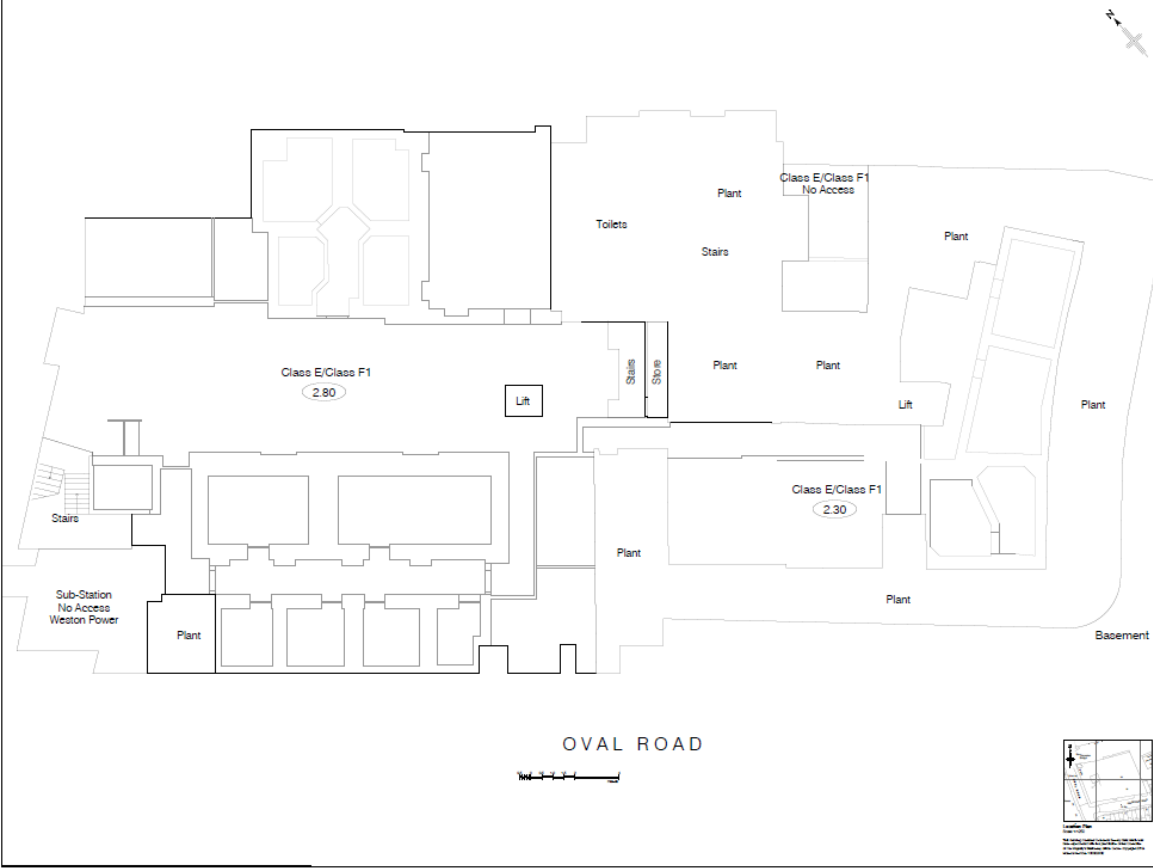 N
Class E/Class F1
No Access
Plant
Toilets
Plant
Stairs
Class E/Class F1
2.80
Lift
Stairs
Store
Plant
Plant
Lift
Plant
Class E/Class F1
2.30
Stairs
Plant
Sub-Station
No Access
Weston Power
Plant
Plant
Basement
OVAL ROAD
Location Plan